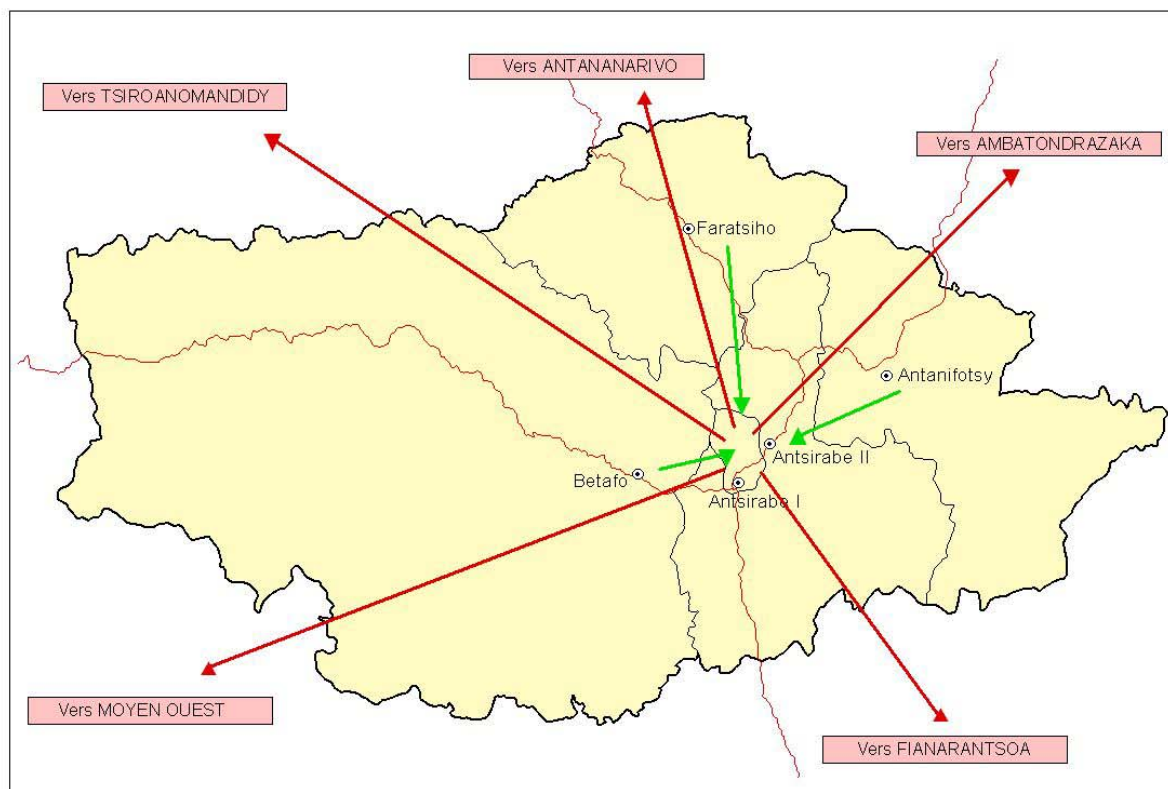 Vers ANTANANARIVO
Vers TSIROANOMANDIDY
Vers AMBATONDRAZAKA
Faratsiho
Antanifotsy
Antsirabe II
Betafo
Antsirabe I
Vers MOYEN OUEST
Vers FIANARANTSOA